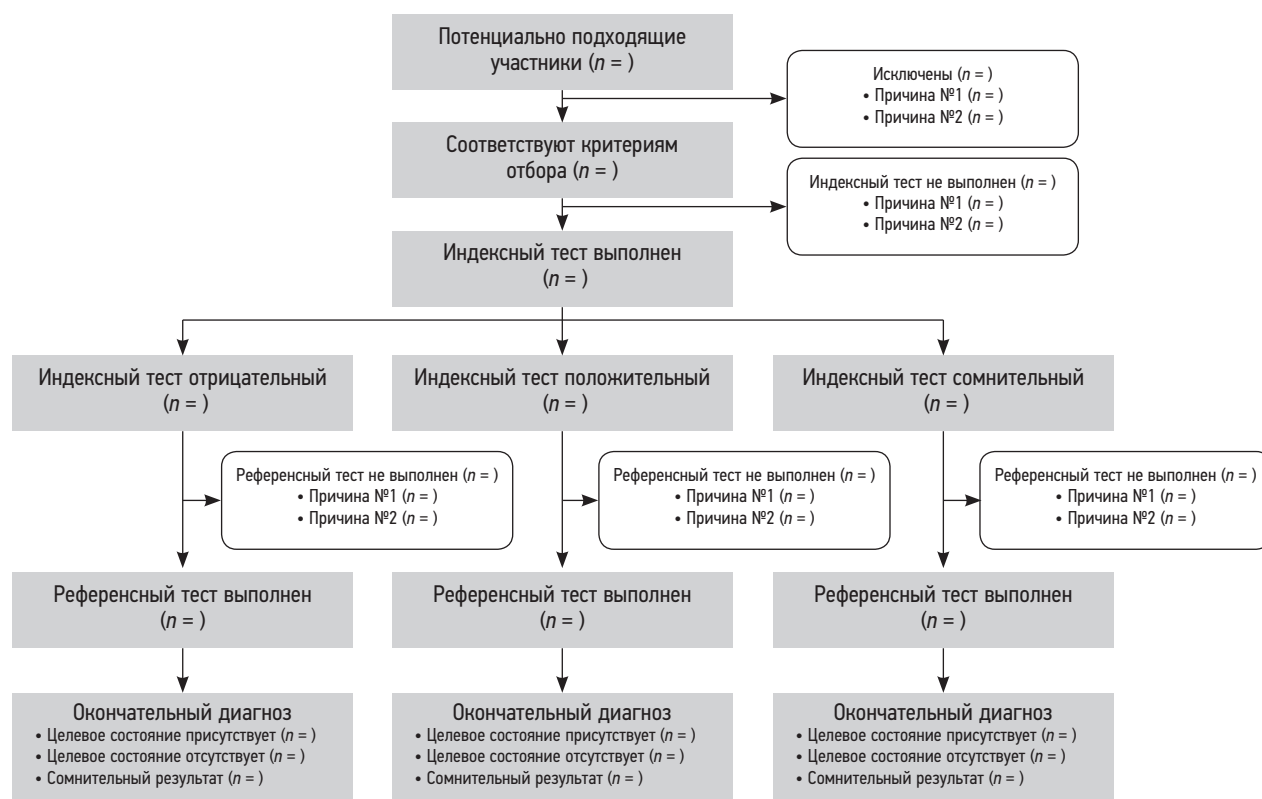 Потенциально подходящие
участники (n = )
Исключены (n = )
• Причина №1 (n = )
• Причина №2 (n = )
Соответствуют критериям
отбора (n = )
Индексный тест не выполнен (n = )
• Причина №1 (n = )
• Причина №2 (n = )
Индексный тест выполнен
(n = )
Индексный тест отрицательный
(n = )
Индексный тест положительный
(n = )
Индексный тест сомнительный
(n = )
Референсный тест не выполнен (n = )
• Причина №1 (n = )
• Причина №2 (n = )
Референсный тест не выполнен (n = )
• Причина №1 (n = )
• Причина №2 (n = )
Референсный тест не выполнен (n = )
• Причина №1 (n = )
• Причина №2 (n = )
Референсный тест выполнен
(n = )
Референсный тест выполнен
(n = )
Референсный тест выполнен
(n = )
Окончательный диагноз
• Целевое состояние присутствует (n = )
• Целевое состояние отсутствует (n = )
• Сомнительный результат (n = )
Окончательный диагноз
• Целевое состояние присутствует (n = )
• Целевое состояние отсутствует (n = )
• Сомнительный результат (n = )
Окончательный диагноз
• Целевое состояние присутствует (n = )
• Целевое состояние отсутствует (n = )
• Сомнительный результат (n = )